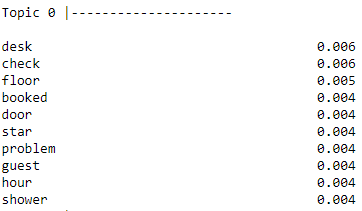 Topic 0 |---------------------
desk 0.006
check 0.006
floor 0.005
booked 0.004
door 0.004
star 0.004
problem 0.004
guest 0.004
hour 0.004
shower 0.004